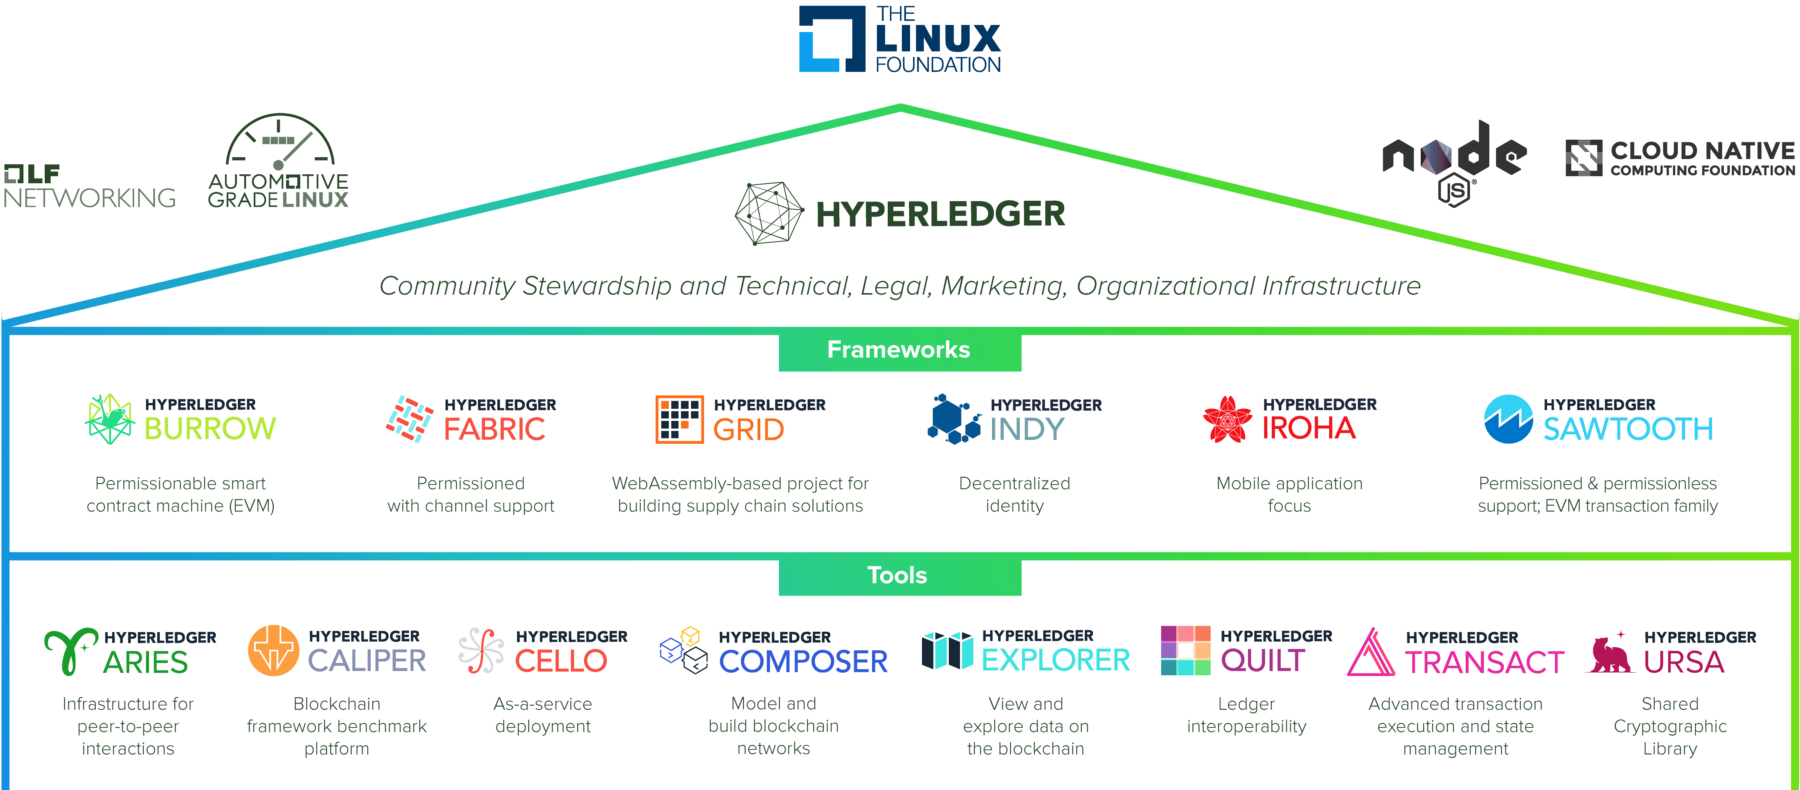 THE
LINUX
FOUNDATION
LF
NETWORKING
AUTOMOTIVE
GRADE LINUX
node
JS®
CLOUD NATIVE
COMPUTING FOUNDATION
HYPERLEDGER
Community Stewardship and Technical, Legal, Marketing, Organizational Infrastructure
Frameworks
HYPERLEDGER
BURROW
Permissionable smart
contract machine (EVM)
HYPERLEDGER
FABRIC
Permissioned
with channel support
HYPERLEDGER
GRID
WebAssembly-based project for
building supply chain solutions
HYPERLEDGER
INDY
Decentralized
identity
HYPERLEDGER
IROHA
Mobile application
focus
HYPERLEDGER
SAWTOOTH
Permissioned & permissionless
support; EVM transaction family
Tools
HYPERLEDGER
ARIES
Infrastructure for
peer-to-peer
interactions
HYPERLEDGER
CALIPER
Blockchain
framework benchmark
platform
HYPERLEDGER
CELLO
As-a-service
deployment
HYPERLEDGER
COMPOSER
Model and
build blockchain
networks
HYPERLEDGER
EXPLORER
View and
explore data on
the blockchain
HYPERLEDGER
QUILT
Ledger
interoperability
HYPERLEDGER
TRANSACT
Advanced transaction
execution and state
management
HYPERLEDGER
URSA
Shared
Cryptographic
Library